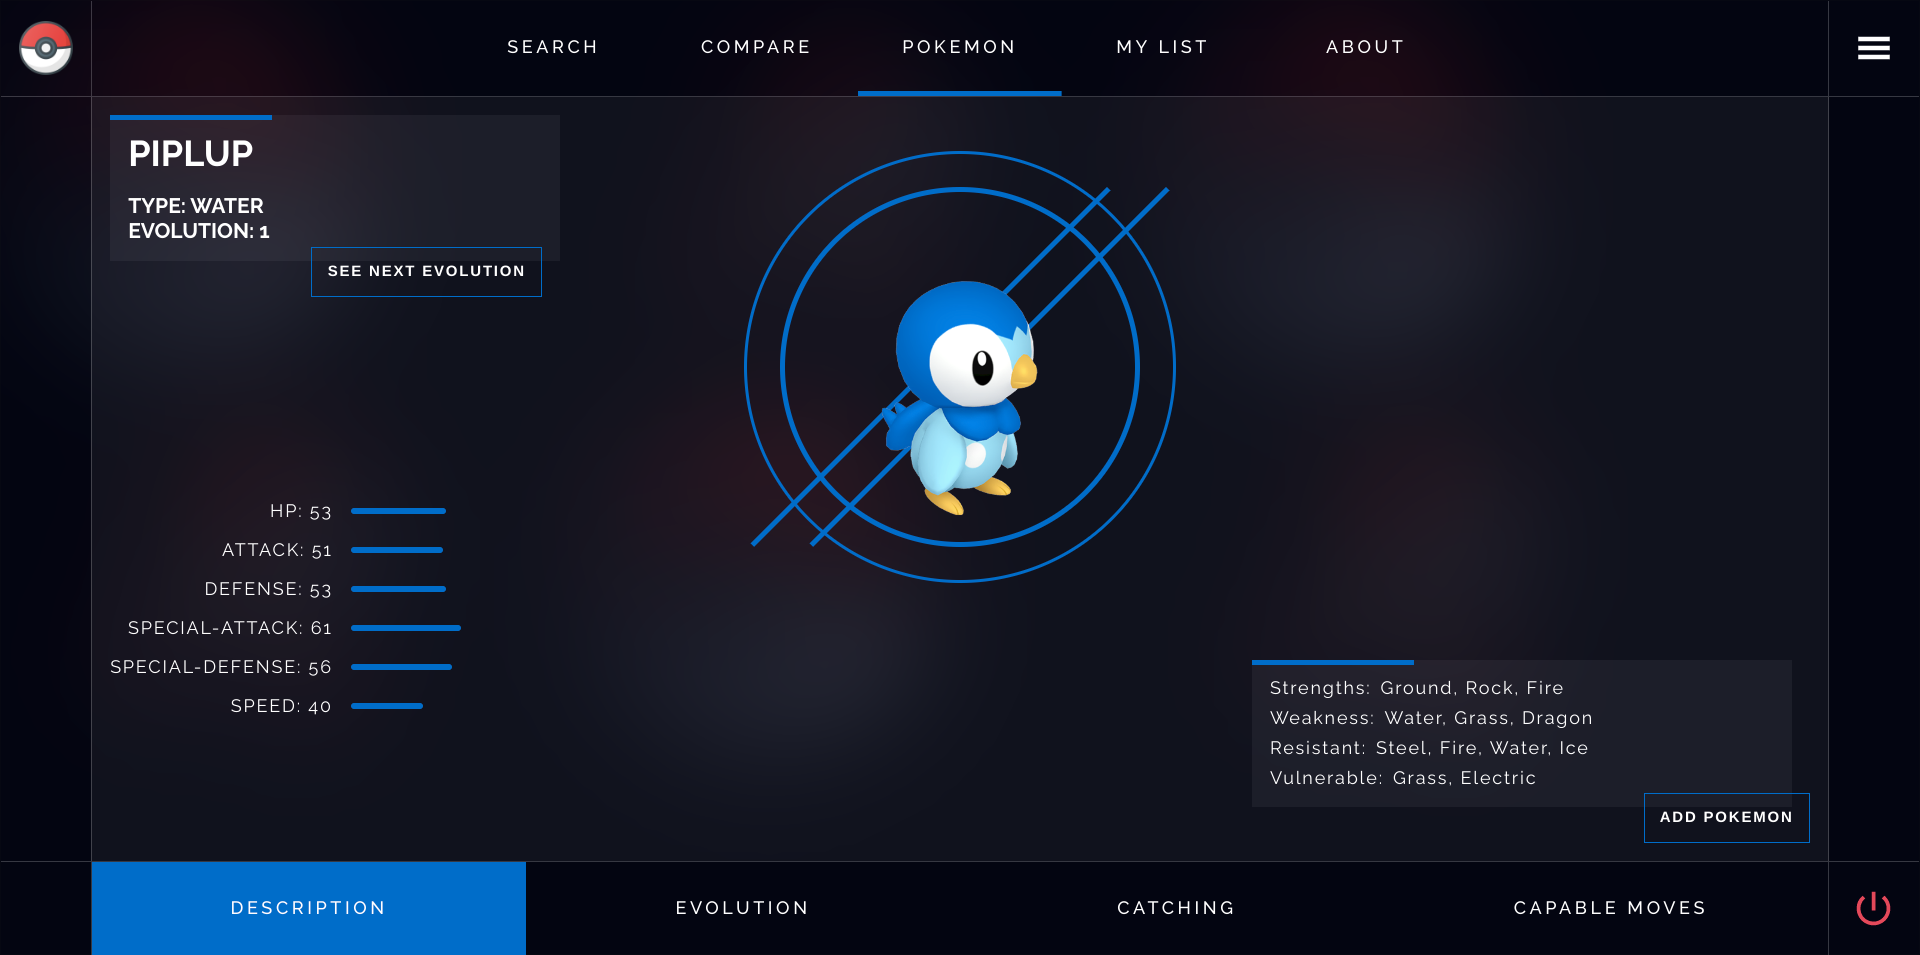 SEARCH
COMPARE
POKEMON
MY LIST
ABOUT
PIPLUP
TYPE: WATER
EVOLUTION: 1
SEE NEXT EVOLUTION
HP: 53
ATTACK: 51
DEFENSE: 53
SPECIAL-ATTACK: 61
SPECIAL-DEFENSE: 56
SPEED: 40
Strengths: Ground, Rock, Fire
Weakness: Water, Grass, Dragon
Resistant: Steel, Fire, Water, Ice
Vulnerable: Grass, Electric
ADD POKEMON
DESCRIPTION
EVOLUTION
CATCHING
CAPABLE MOVES